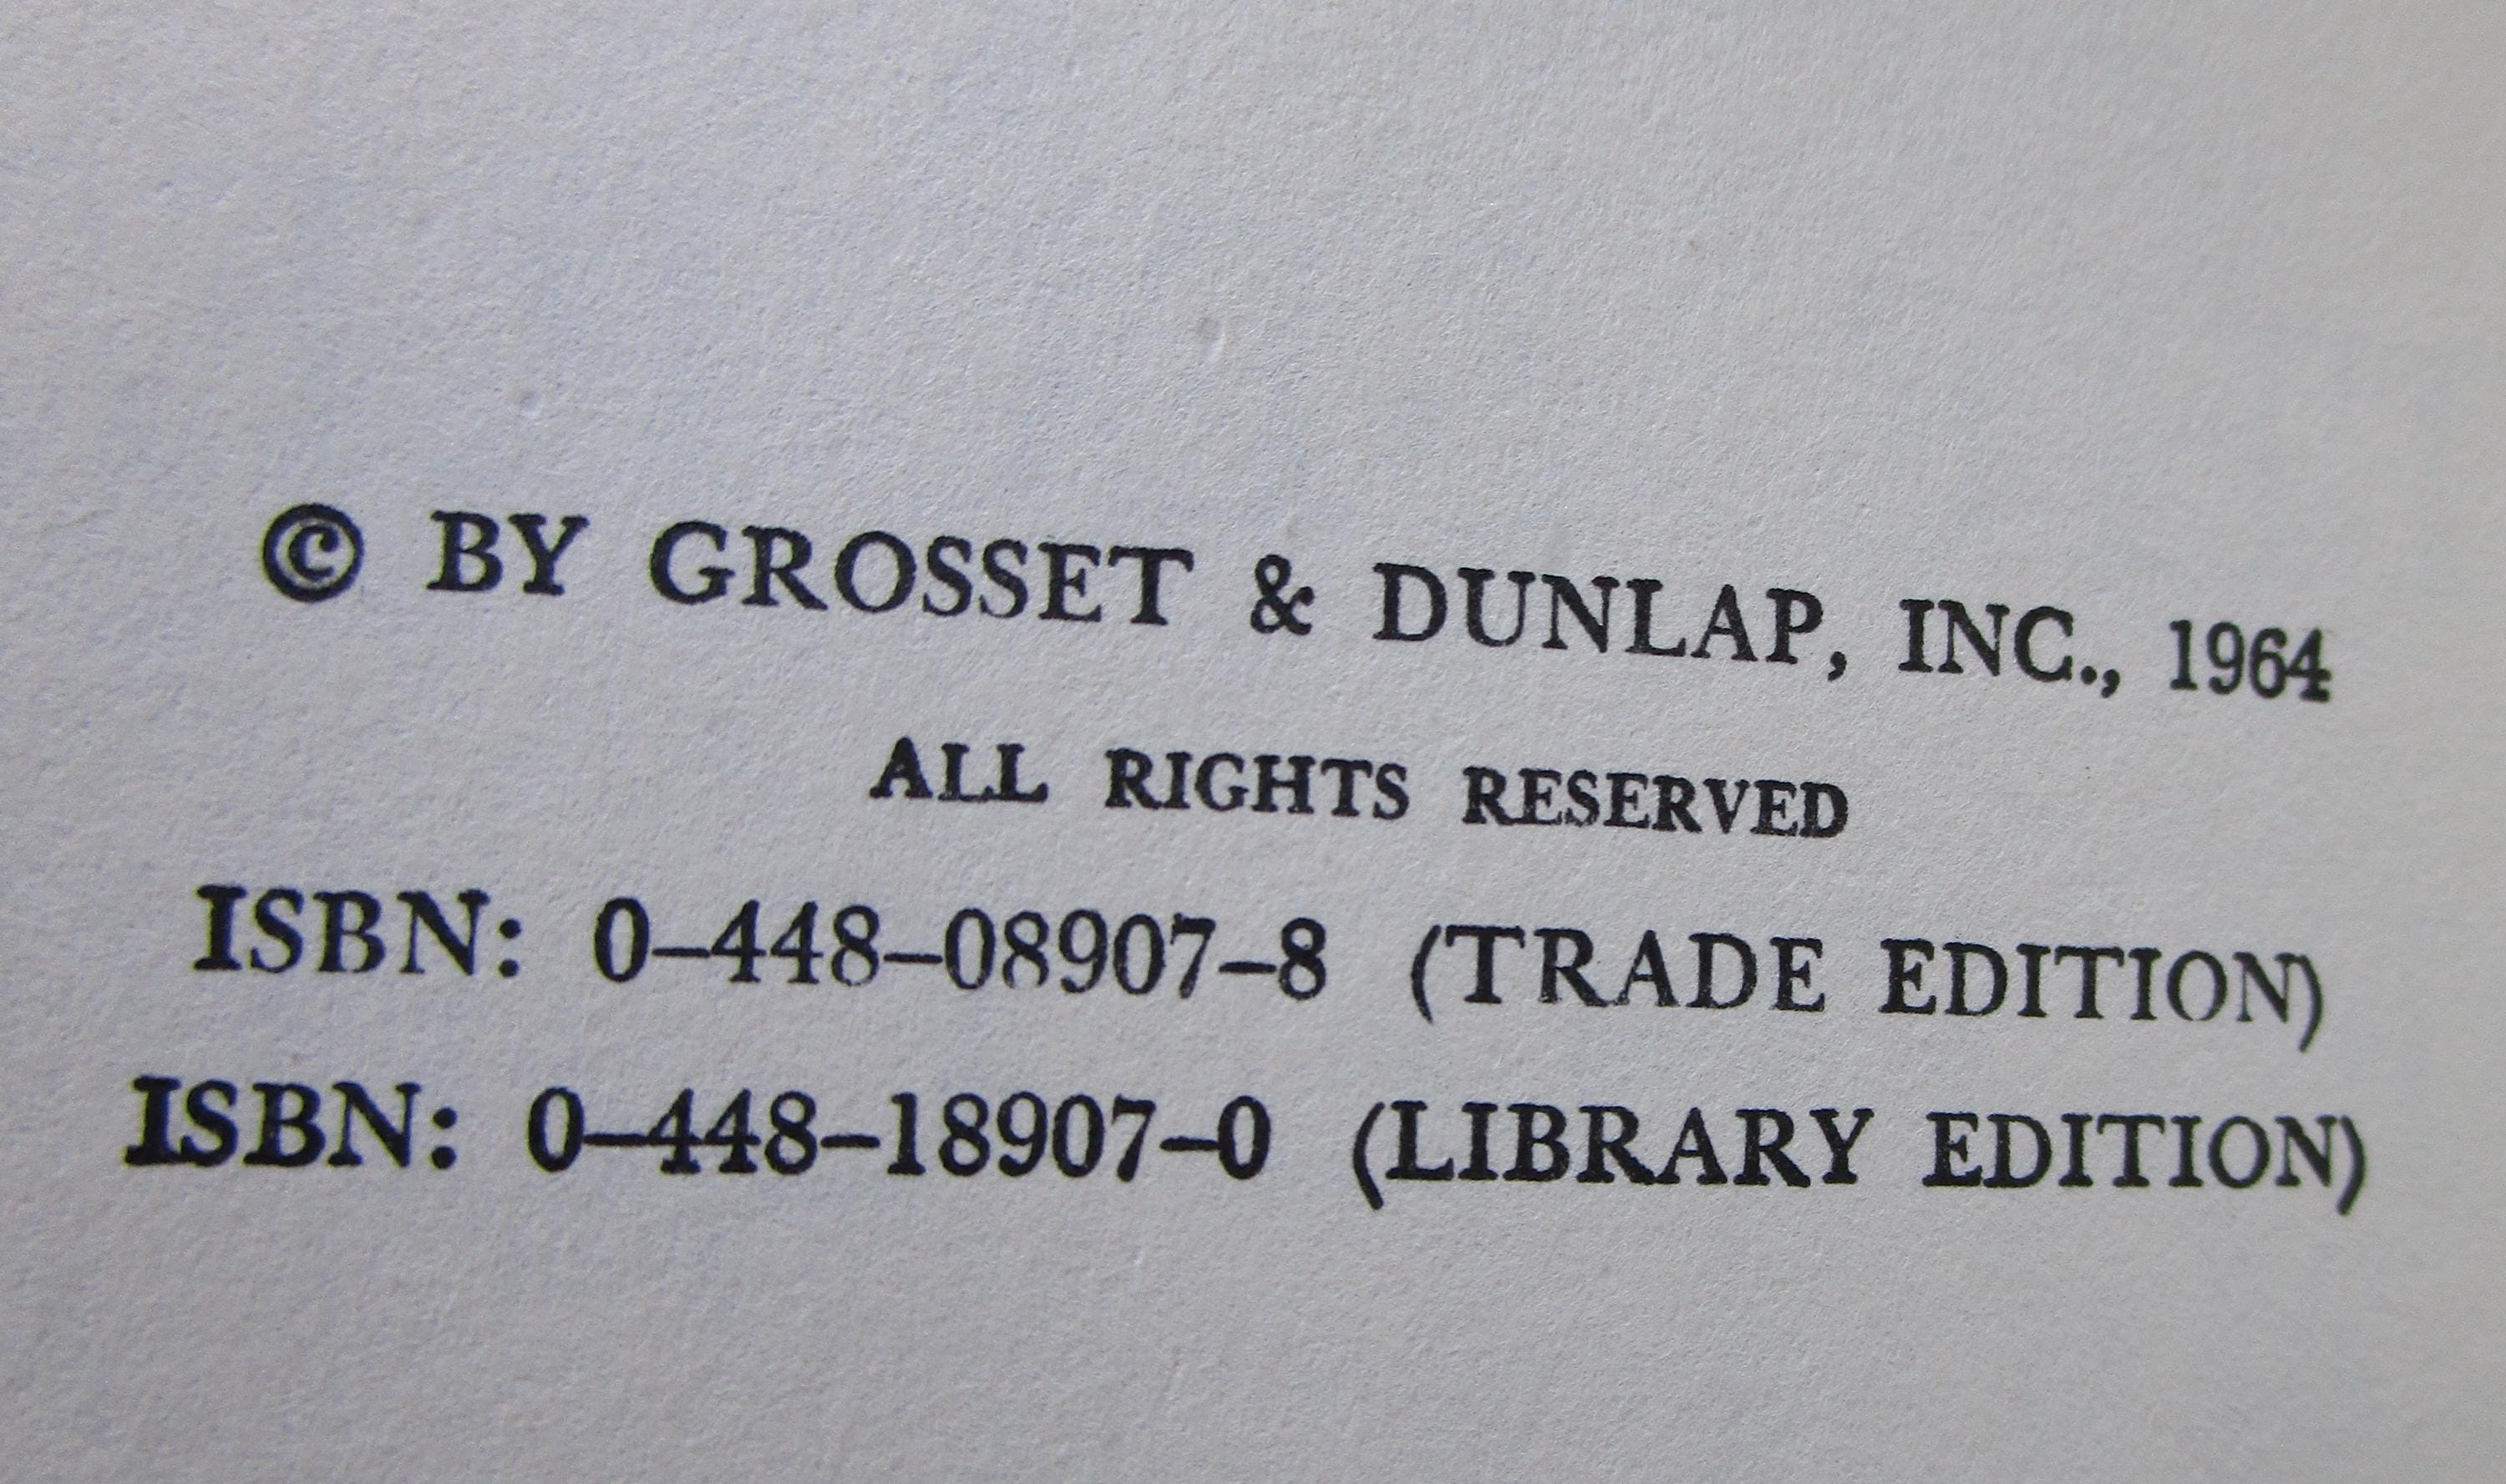 © BY GROSSET & DUNLAP, INC., 1964
ALL RIGHTS RESERVED
ISBN: 0–448–08907–8 (TRADE EDITION)
ISBN: 0–448–18907–0 (LIBRARY EDITION)